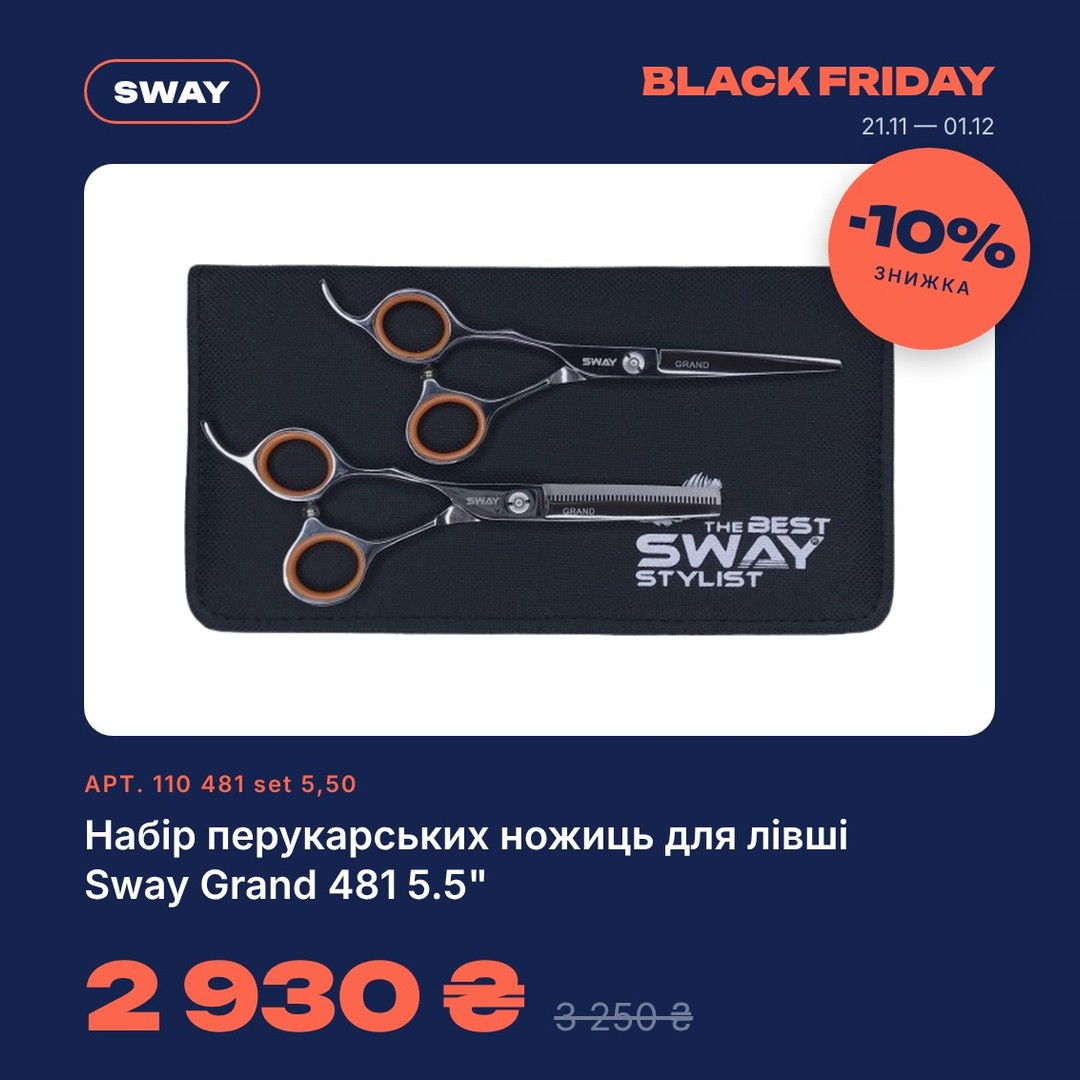 SWAY
BLACK FRIDAY
21.11 — 01.12
-10%
ЗНИЖКА
SWAY
GRAND
SWAY
GRAND
THE BEST
SWAY®
STYLIST
АРТ. 110 481 set 5,50
Набір перукарських ножиць для лівші
Sway Grand 481 5.5"
2 930 ₴
3 250 ₴